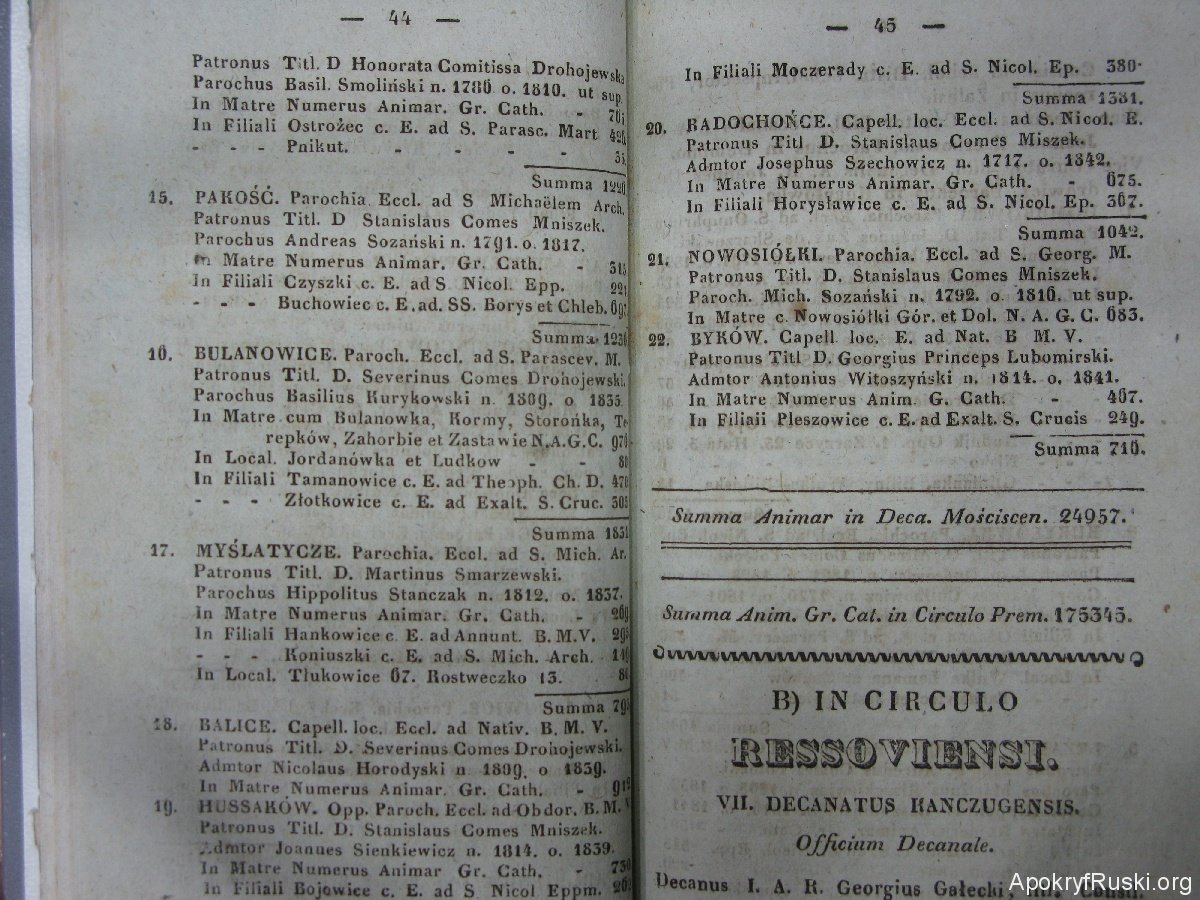 — 44 —
Patronus Titl. D Honorata Comitissa Drohojewska
Parochus Basil. Smoliński n. 1786 o. 1810. ut sup.
In Matre Numerus Animar. Gr. Cath. -
In Filiali Ostrożec c. E. ad S. Parasc. Mart
- - - Pnikut. - - - - -
Summa
15. PAKOŚĆ. Parochia Eccl. ad S Michaëlem Arch.
Patronus Titl. D Stanislaus Comes Mniszek.
Parochus Andreas Sozański n. 1791. o. 1817.
In Matre Numerus Animar. Gr. Cath. -
In Filiali Czyszki c. E. ad S. Nicol. Epp.
- - - Buchowiec c. E. ad. SS. Borys et Chleb.
Summa
16. BULANOWICE. Paroch. Eccl. ad S. Parascev. M.
Patronus Titl. D. Severinus Comes Drohojewski.
Parochus Basilius Kurykowski n. 1809. o. 1835.
In Matre cum Bulanowka, Kormy, Storońka, Te-
repków, Zahorbie et Zastawie N.A.G.C.
In Local. Jordanówka et Ludkow - -
In Filiali Tamanowice c. E. ad Theoph. Ch. D.
- - - Złotkowice c. E. ad Exalt. S. Cruc.
Summa
17. MYŚLATYCZE. Parochia. Eccl. ad S. Mich. Ar.
Patronus Titl. D. Martinus Smarzewski.
Parochus Hippolitus Stanczak n. 1812. o. 1837.
In Matre Numerus Animar. Gr. Cath. - 269
In Filiali Hankowice c. E. ad Annunt. B.M.V.
- - - Koniuszki c. E. ad S. Mich. Arch.
In Local. Tłukowice 67. Rostweczko 13.
Summa
18. BALICE. Capell. loc. Eccl. ad Nativ. B. M. V.
Patronus Titl. D. Severinus Comes Drohojewski.
Admtor Nicolaus Horodyski n 1809. o 1839.
In Matre Numerus Animar. Gr. Cath. - 912
19. HUSSAKÓW. Opp. Paroch. Eccl. ad Obdor. B. M. V
Patronus Titl. D. Stanislaus Comes Mniszek.
Admtor Joannes Sienkiewicz n. 1814. o. 1839.
In Matre Numerus Animar. Gr. Cath. -
In Filiali Bojowice c. E. ad S Nicol Eppm.
— 45 —
In Filiali Moczerady c. E. ad S. Nicol. Ep. 380.
Summa 1381.
20. RADOCHOŃCE. Capell. loc. Eccl. ad S. Nicol. E.
Patronus Titl D. Stanislaus Comes Miszek.
Admtor Josephus Szechowicz n. 1717. o. 1842.
In Matre Numerus Animar. Gr. Cath. - 675.
In Filiali Horysławice c. E. ad S. Nicol. Ep. 367.
Summa 1042.
21. NOWOSIÓŁKI. Parochia. Eccl. ad S. Georg. M.
Patronus Titl. D. Stanislaus Comes Mniszek.
Paroch. Mich. Sozański n. 1792. o. 1816. ut sup.
In Matre c. Nowosiółki Gór. et Dol. N. A. G. C. 683.
22. BYKÓW. Capell loc. E. ad Nat. B M. V.
Patronus Titl D. Georgius Princeps Lubomirski.
Admtor Antonius Witoszyński n. 1814. o. 1841.
In Matre Numerus Anim. G. Cath. - 467.
In Filiali Pleszowice c. E. ad Exalt. S. Crucis 249.
Summa 716.
Summa Animar in Deca. Mościscen. 24957.
Summa Anim. Gr. Cat. in Circulo Prem. 175345.
B) IN CIRCULO
RESSOVIENSI.
VII. DECANATUS KANCZUGENSIS.
Officium Decanale.
Decanus I. A. R. Georgius Gałecki,
ApokryfRuski.org